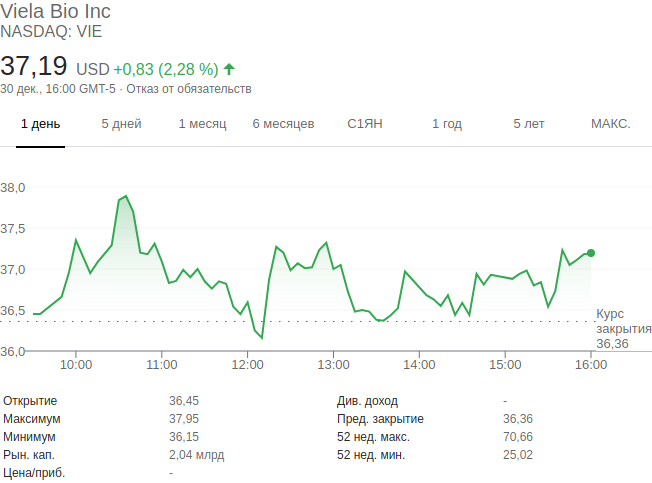 Viela Bio Inc
NASDAQ: VIE
37,19 USD +0,83 (2,28 %)
30 дек., 16:00 GMT-5 · Отказ от обязательств
1 день 5 дней 1 месяц 6 месяцев С1ЯН 1 год 5 лет МАКС.
38,0
37,5
37,0
36,5
36,0
Курс
закрытия
36,36
10:00 11:00 12:00 13:00 14:00 15:00 16:00
Открытие 36,45 Див. доход -
Максимум 37,95 Пред. закрытие 36,36
Минимум 36,15 52 нед. макс. 70,66
Рын. кап. 2,04 млрд 52 нед. мин. 25,02
Цена/приб. -